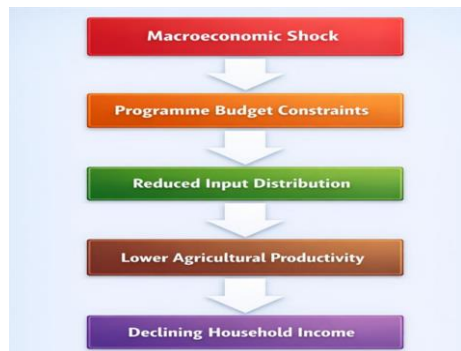 Macroeconomic Shock
Programme Budget Constraints
Reduced Input Distribution
Lower Agricultural Productivity
Declining Household Income